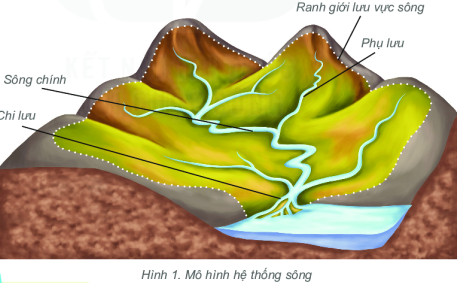 Ranh giới lưu vực sông
Phụ lưu
Sông chính
Chi lưu
Hình 1. Mô hình hệ thống sông